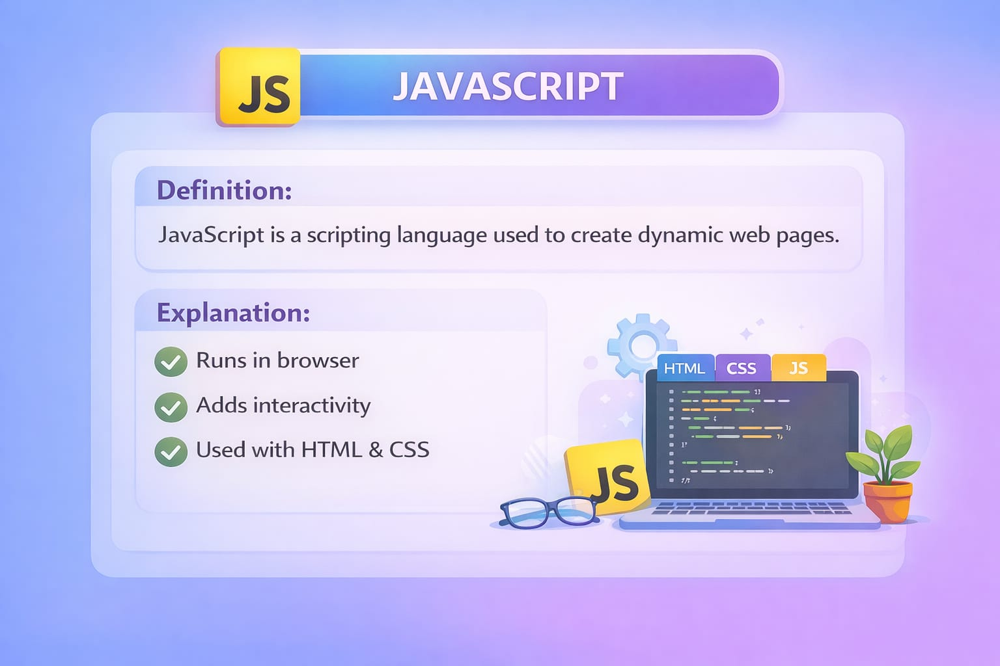 JS
JAVASCRIPT
Definition:
JavaScript is a scripting language used to create dynamic web pages.
Explanation:
Runs in browser
Adds interactivity
Used with HTML & CSS
HTML
CSS
JS
JS